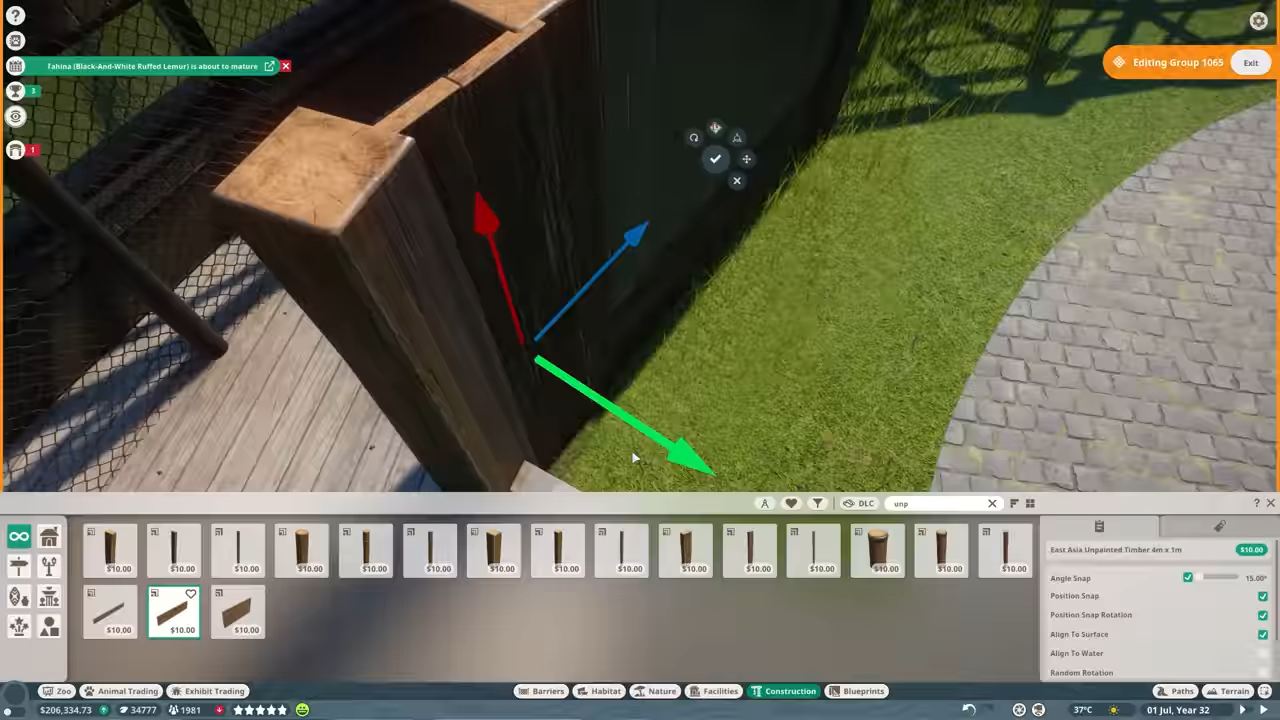 Tahina (Black-And-White Ruffed Lemur) is about to mature
3
1
Editing Group 1065
Exit
DLC
unp
$10.00 $10.00 $10.00 $10.00 $10.00 $10.00 $10.00 $10.00 $10.00 $10.00 $10.00 $10.00 $10.00 $10.00 $10.00
$10.00 $10.00 $10.00
East Asia Unpainted Timber 4m x 1m $10.00
Angle Snap 15.00°
Position Snap
Position Snap Rotation
Align To Surface
Align To Water
Random Rotation
Zoo Animal Trading Exhibit Trading Barriers Habitat Nature Facilities Construction Blueprints Paths Terrain
$206,334.73 34777 1981 37°C 01 Jul, Year 32